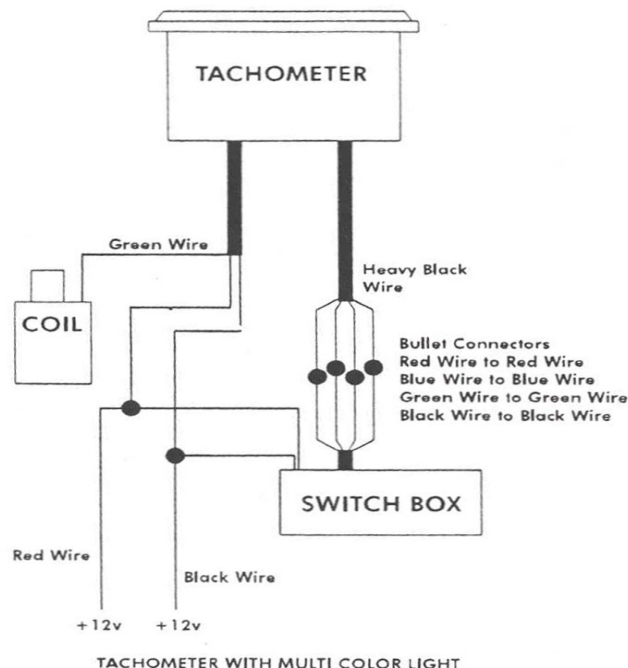 TACHOMETER
Green Wire
Heavy Black
Wire
COIL
Bullet Connectors
Red Wire to Red Wire
Blue Wire to Blue Wire
Green Wire to Green Wire
Black Wire to Black Wire
SWITCH BOX
Red Wire
Black Wire
+12v +12v
TACHOMETER WITH MULTI COLOR LIGHT